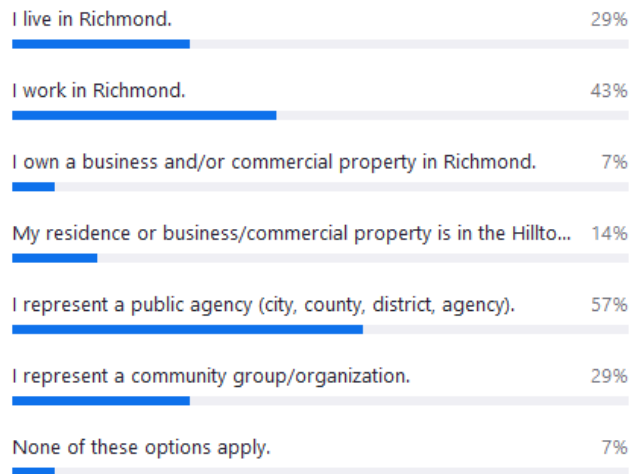 I live in Richmond. 29%
I work in Richmond. 43%
I own a business and/or commercial property in Richmond. 7%
My residence or business/commercial property is in the Hillto... 14%
I represent a public agency (city, county, district, agency). 57%
I represent a community group/organization. 29%
None of these options apply. 7%